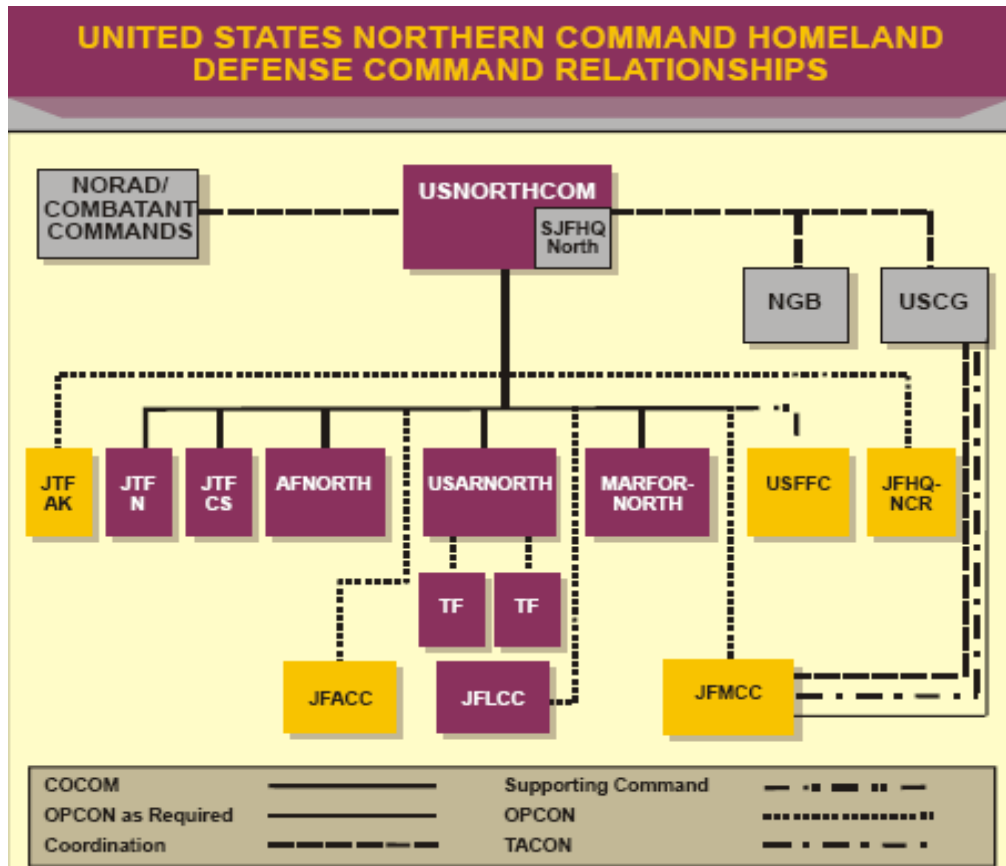 UNITED STATES NORTHERN COMMAND HOMELAND
DEFENSE COMMAND RELATIONSHIPS
NORAD/
COMBATANT
COMMANDS
USNORTHCOM
SJFHQ
North
NGB
USCG
JTF
AK
JTF
N
JTF
CS
AFNORTH
USARNORTH
MARFOR-
NORTH
USFFC
JFHQ-
NCR
TF
TF
JFACC
JFLCC
JFMCC
COCOM
OPCON as Required
Coordination
Supporting Command
OPCON
TACON